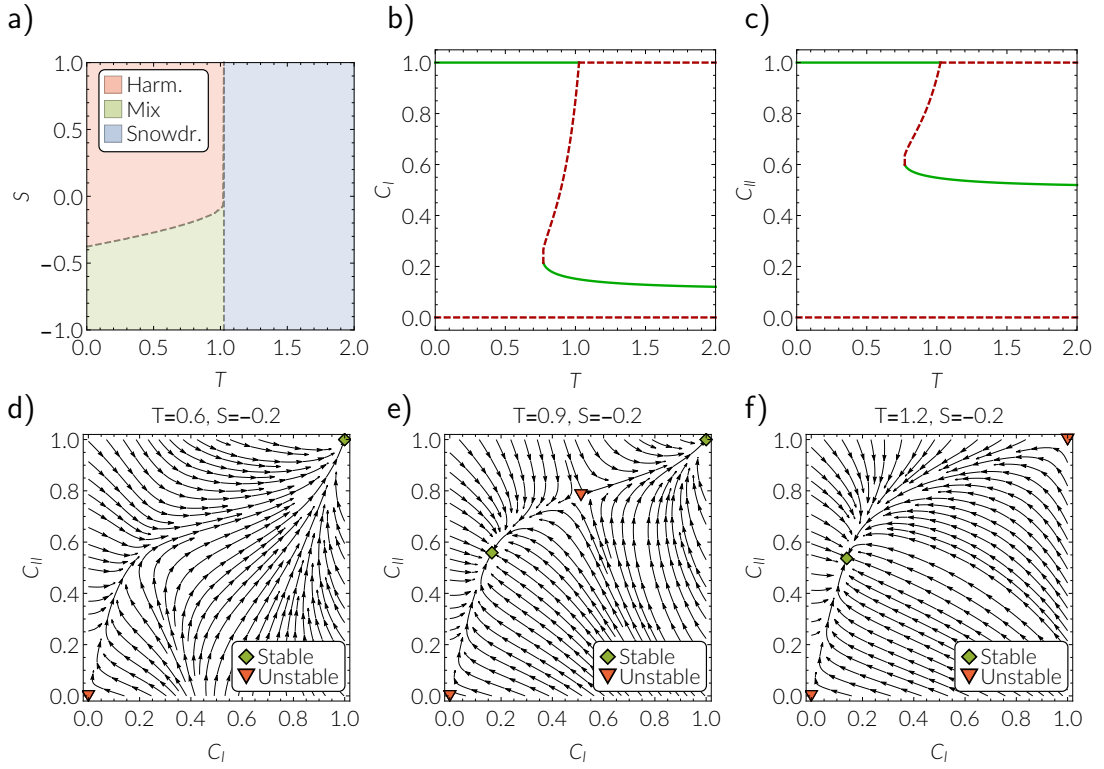 a)
1.0
0.5
0.0
−0.5
−1.0
S
Harm.
Mix
Snowdr.
0.0 0.5 1.0 1.5 2.0
T
b)
1.0
0.8
0.6
0.4
0.2
0.0
C_I
0.0 0.5 1.0 1.5 2.0
T
c)
1.0
0.8
0.6
0.4
0.2
0.0
C_II
0.0 0.5 1.0 1.5 2.0
T
d)
T=0.6, S=−0.2
1.0
0.8
0.6
0.4
0.2
0.0
C_II
Stable
Unstable
0.0 0.2 0.4 0.6 0.8 1.0
C_I
e)
T=0.9, S=−0.2
1.0
0.8
0.6
0.4
0.2
0.0
C_II
Stable
Unstable
0.0 0.2 0.4 0.6 0.8 1.0
C_I
f)
T=1.2, S=−0.2
1.0
0.8
0.6
0.4
0.2
0.0
C_II
Stable
Unstable
0.0 0.2 0.4 0.6 0.8 1.0
C_I